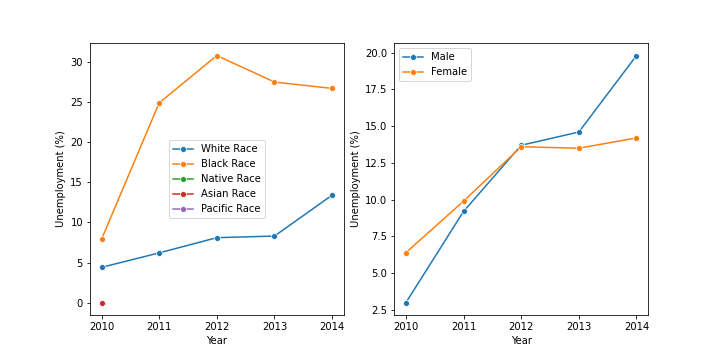 30
25
20
15
10
5
0
Unemployment (%)
White Race
Black Race
Native Race
Asian Race
Pacific Race
2010 2011 2012 2013 2014
Year
20.0
17.5
15.0
12.5
10.0
7.5
5.0
2.5
Unemployment (%)
Male
Female
2010 2011 2012 2013 2014
Year